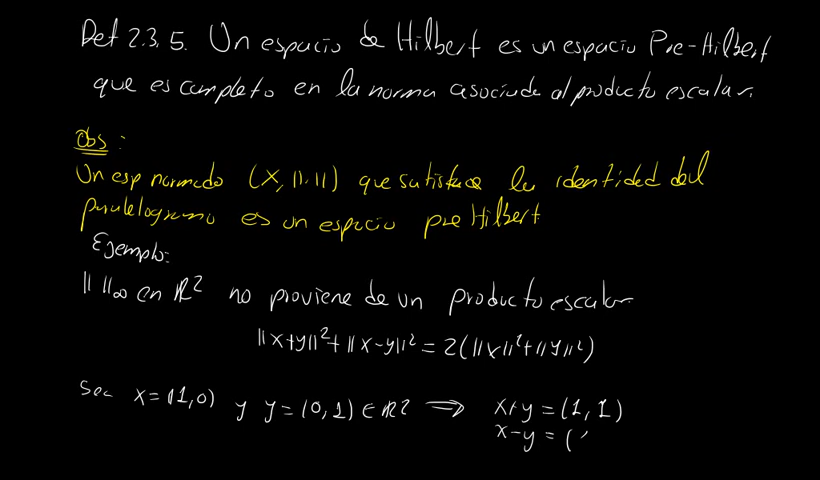 Def 2.3.5. Un espacio de Hilbert es un espacio Pre-Hilbert
que es completo en la norma asociada al producto escalar.
Obs:
Un esp normado (X, ||·||) que satisface la identidad del
paralelogramo es un espacio pre Hilbert
Ejemplo:
|| ||∞ en ℝ² no proviene de un producto escalar
||x+y||² + ||x-y||² = 2(||x||² + ||y||²)
Sea x = (1,0) y y = (0,1) ∈ ℝ² ⟹ x+y = (1,1)
x-y = (